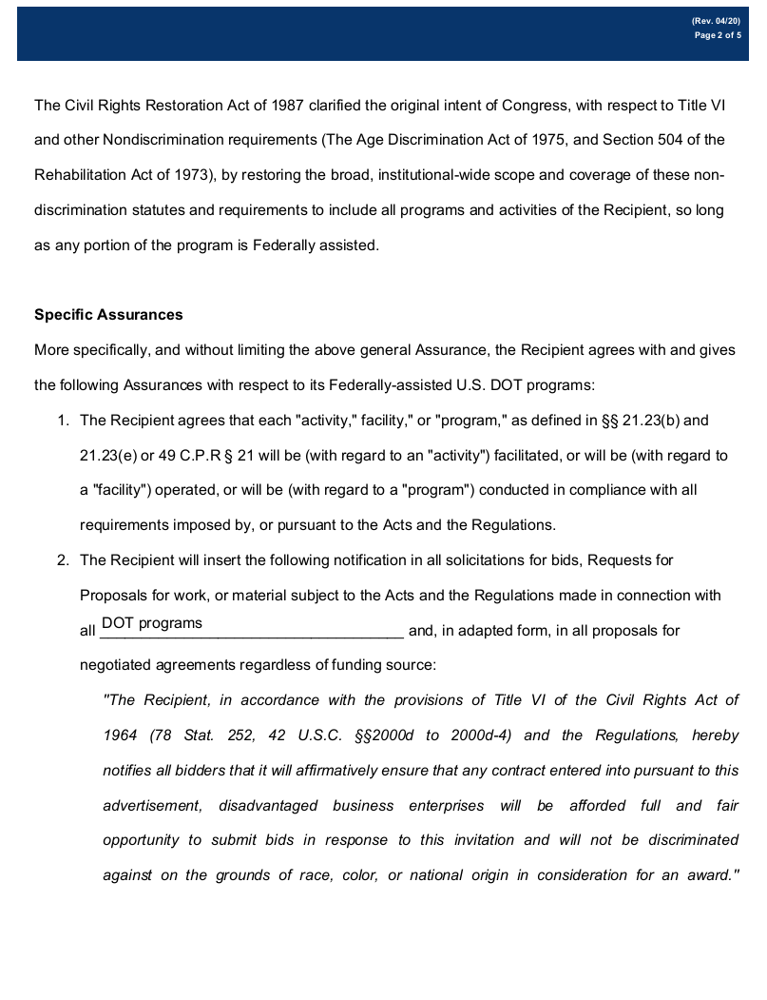 (Rev. 04/20)
Page 2 of 5
The Civil Rights Restoration Act of 1987 clarified the original intent of Congress, with respect to Title VI
and other Nondiscrimination requirements (The Age Discrimination Act of 1975, and Section 504 of the
Rehabilitation Act of 1973), by restoring the broad, institutional-wide scope and coverage of these non-
discrimination statutes and requirements to include all programs and activities of the Recipient, so long
as any portion of the program is Federally assisted.
Specific Assurances
More specifically, and without limiting the above general Assurance, the Recipient agrees with and gives
the following Assurances with respect to its Federally-assisted U.S. DOT programs:
1. The Recipient agrees that each "activity," facility," or "program," as defined in §§ 21.23(b) and
21.23(e) or 49 C.P.R § 21 will be (with regard to an "activity") facilitated, or will be (with regard to
a "facility") operated, or will be (with regard to a "program") conducted in compliance with all
requirements imposed by, or pursuant to the Acts and the Regulations.
2. The Recipient will insert the following notification in all solicitations for bids, Requests for
Proposals for work, or material subject to the Acts and the Regulations made in connection with
all DOT programs and, in adapted form, in all proposals for
negotiated agreements regardless of funding source:
"The Recipient, in accordance with the provisions of Title VI of the Civil Rights Act of
1964 (78 Stat. 252, 42 U.S.C. §§2000d to 2000d-4) and the Regulations, hereby
notifies all bidders that it will affirmatively ensure that any contract entered into pursuant to this
advertisement, disadvantaged business enterprises will be afforded full and fair
opportunity to submit bids in response to this invitation and will not be discriminated
against on the grounds of race, color, or national origin in consideration for an award."